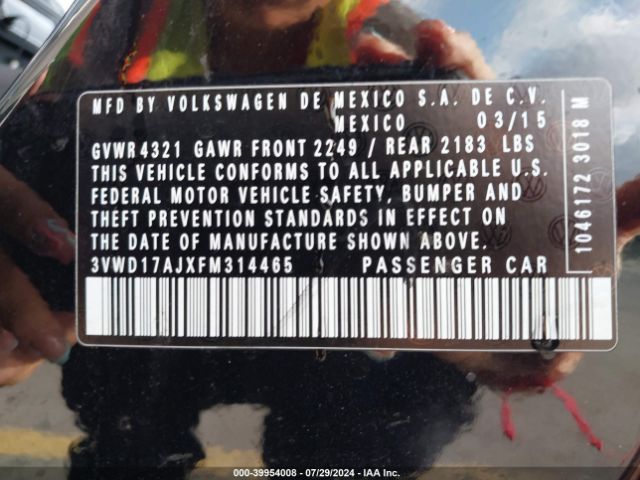 MFD BY VOLKSWAGEN DE MEXICO S.A. DE C.V.
MEXICO 03/15
GVWR 4321 GAWR FRONT 2249 / REAR 2183 LBS
THIS VEHICLE CONFORMS TO ALL APPLICABLE U.S.
FEDERAL MOTOR VEHICLE SAFETY, BUMPER AND
THEFT PREVENTION STANDARDS IN EFFECT ON
THE DATE OF MANUFACTURE SHOWN ABOVE.
3VWD17AJXFM314465 PASSENGER CAR
1046172 3018 M
000-39954008 - 07/29/2024 - IAA Inc.